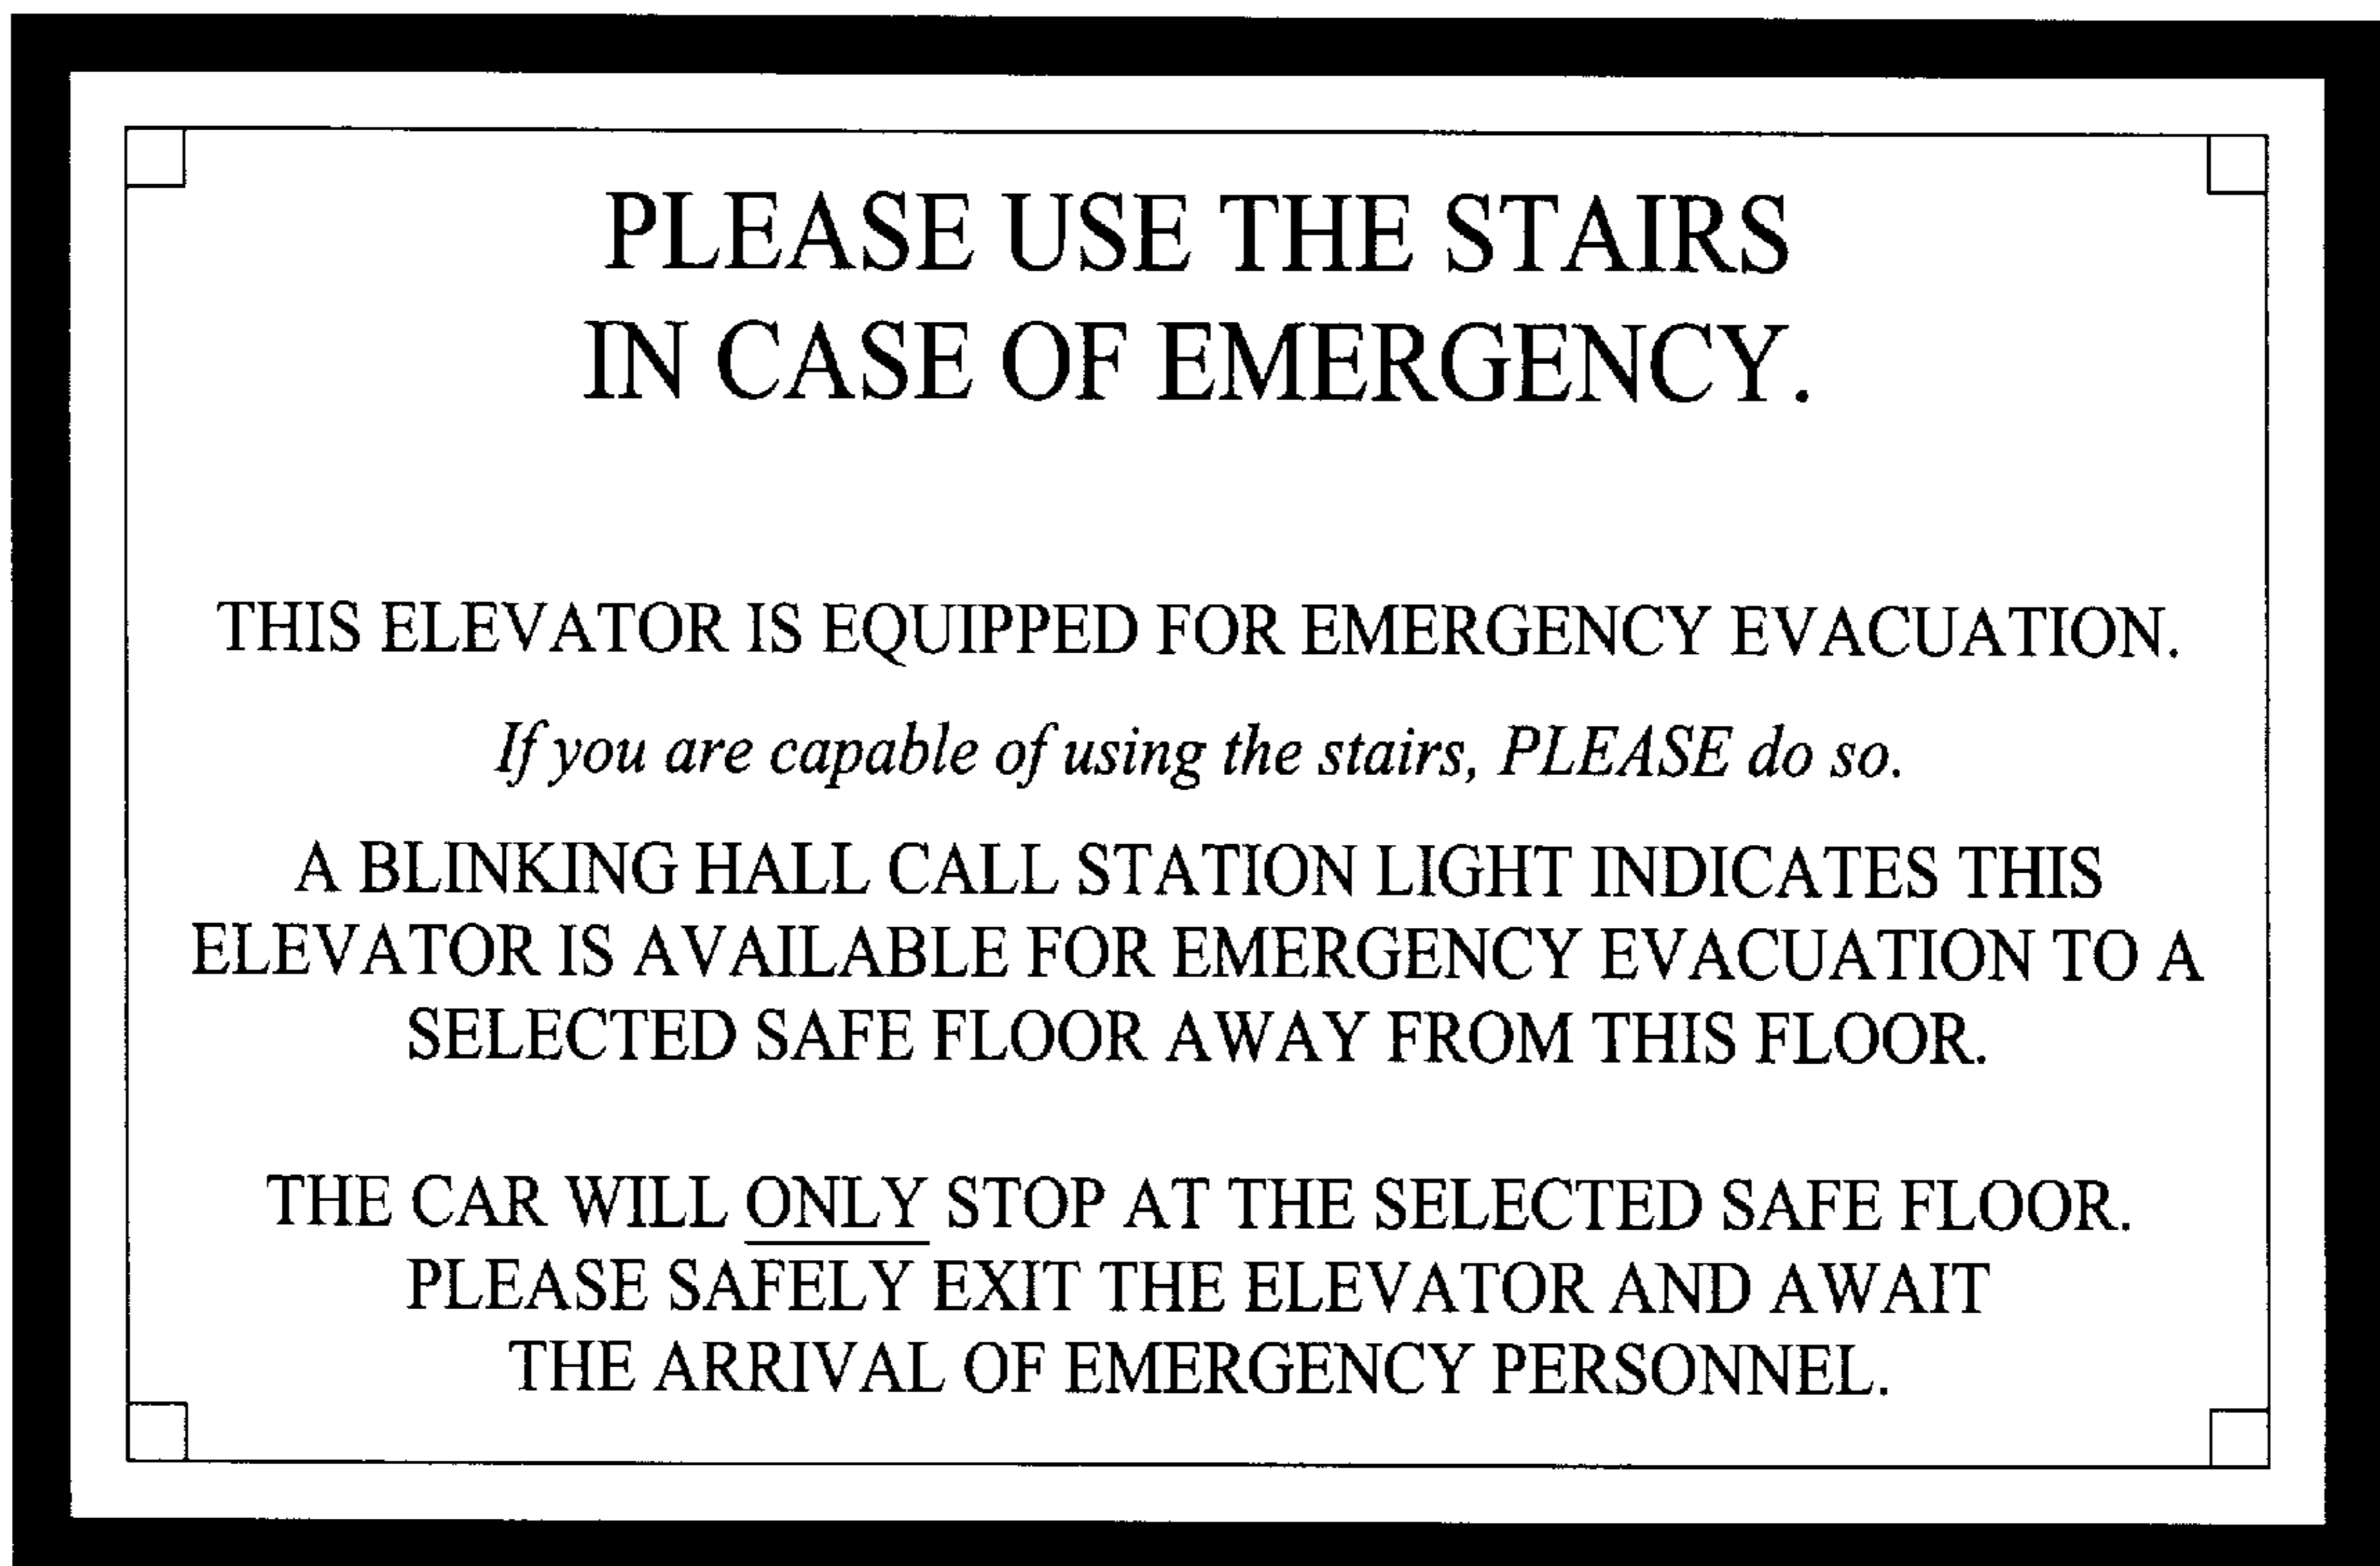 PLEASE USE THE STAIRS
IN CASE OF EMERGENCY.
THIS ELEVATOR IS EQUIPPED FOR EMERGENCY EVACUATION.
If you are capable of using the stairs, PLEASE do so.
A BLINKING HALL CALL STATION LIGHT INDICATES THIS
ELEVATOR IS AVAILABLE FOR EMERGENCY EVACUATION TO A
SELECTED SAFE FLOOR AWAY FROM THIS FLOOR.
THE CAR WILL ONLY STOP AT THE SELECTED SAFE FLOOR.
PLEASE SAFELY EXIT THE ELEVATOR AND AWAIT
THE ARRIVAL OF EMERGENCY PERSONNEL.